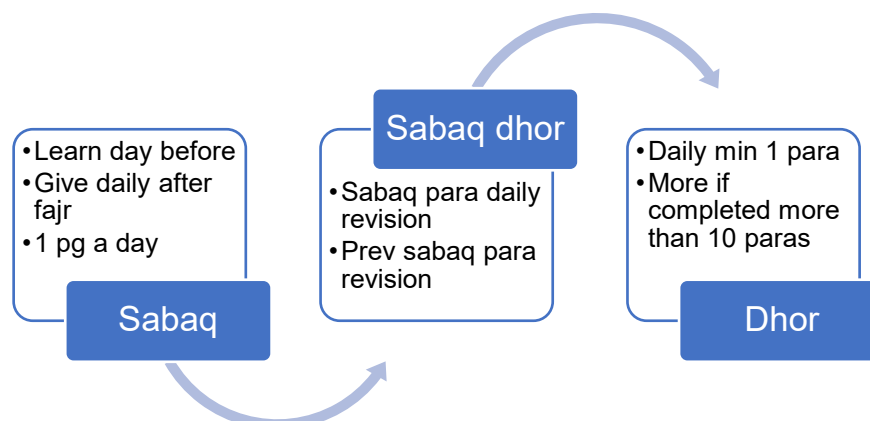 •Learn day before
•Give daily after
fajr
•1 pg a day
Sabaq
Sabaq dhor
•Sabaq para daily
revision
•Prev sabaq para
revision
•Daily min 1 para
•More if
completed more
than 10 paras
Dhor